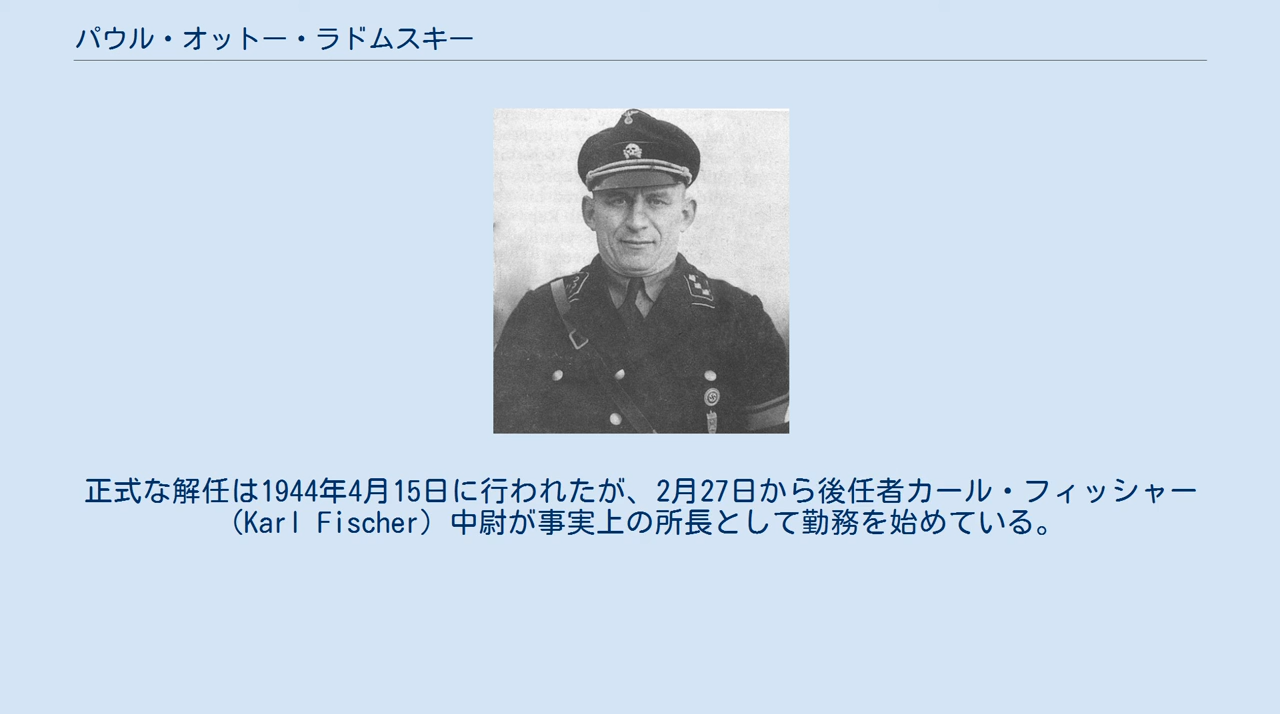 パウル・オットー・ラドムスキー
正式な解任は1944年4月15日に行われたが、2月27日から後任者カール・フィッシャー
（Karl Fischer）中尉が事実上の所長として勤務を始めている。